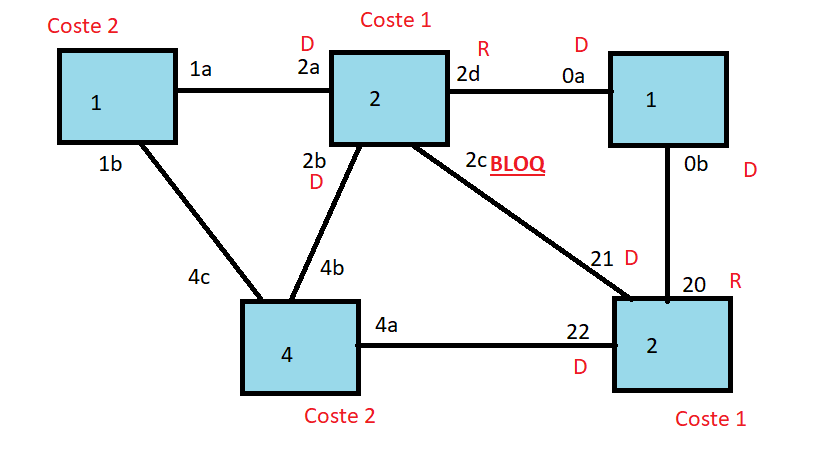 Coste 2
Coste 1
D
R
D
1a
2a
2d
0a
1
2
1
1b
2b
D
2c BLOQ
0b
D
4c
4b
21 D
20
R
4
4a
22
D
2
Coste 2
Coste 1